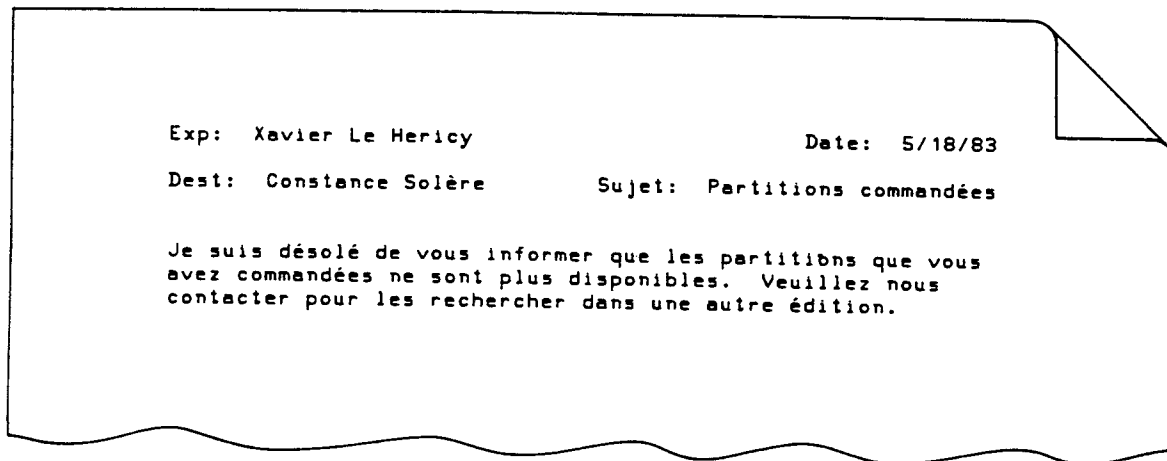 Exp: Xavier Le Hericy Date: 5/18/83
Dest: Constance Solère Sujet: Partitions commandées
Je suis désolé de vous informer que les partitions que vous
avez commandées ne sont plus disponibles. Veuillez nous
contacter pour les rechercher dans une autre édition.